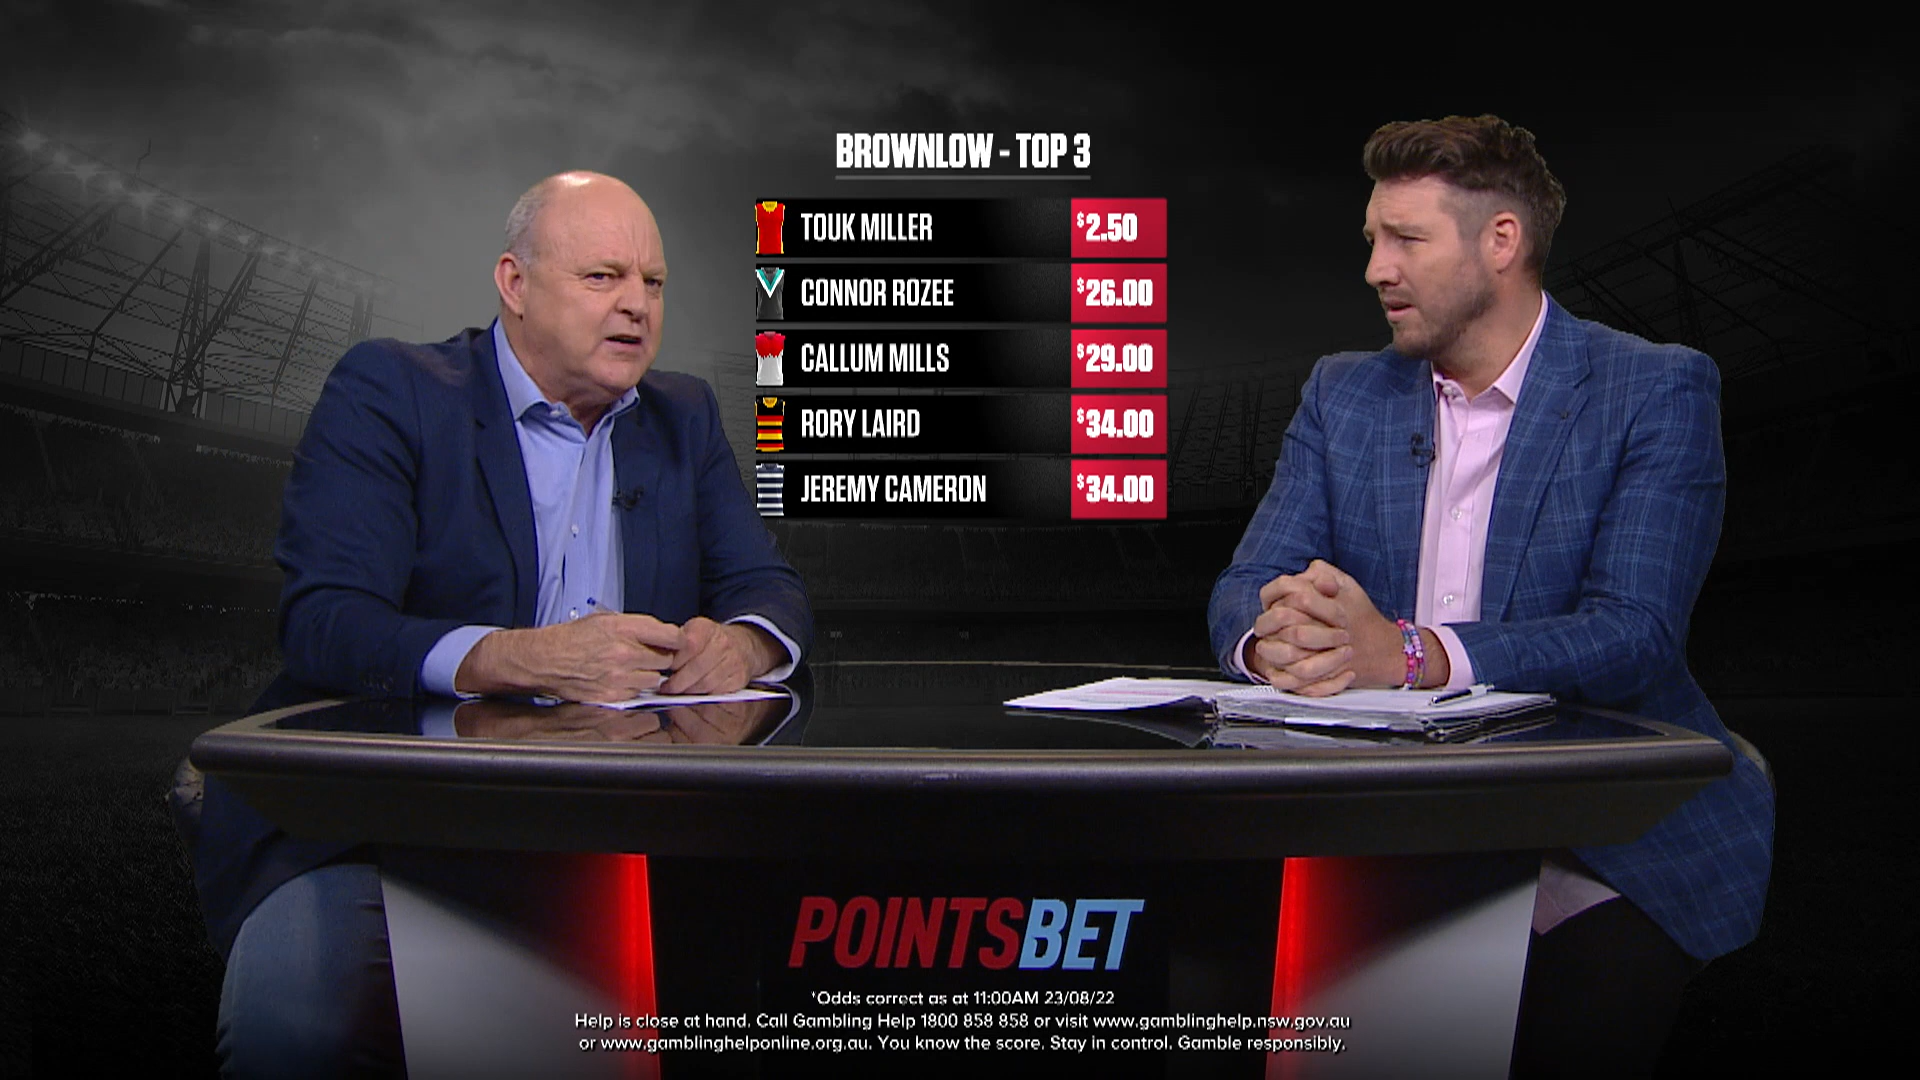 BROWNLOW - TOP 3
TOUK MILLER $2.50
CONNOR ROZEE $26.00
CALLUM MILLS $29.00
RORY LAIRD $34.00
JEREMY CAMERON $34.00
POINTSBET
*Odds correct as at 11:00AM 23/08/22
Help is close at hand. Call Gambling Help 1800 858 858 or visit www.gamblinghelp.nsw.gov.au
or www.gamblinghelponline.org.au. You know the score. Stay in control. Gamble responsibly.